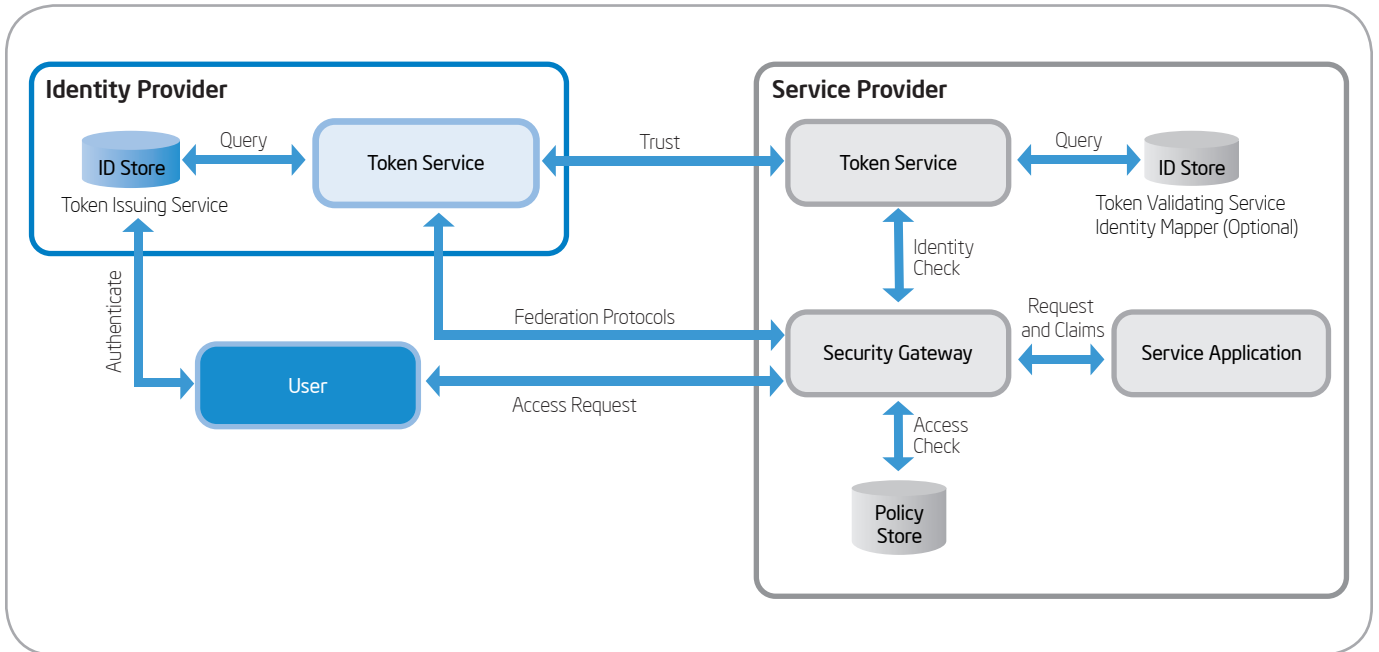 Identity Provider
ID Store
Token Issuing Service
Query
Token Service
Trust
Service Provider
Token Service
Query
ID Store
Token Validating Service
Identity Mapper (Optional)
Identity
Check
Authenticate
Federation Protocols
User
Access Request
Security Gateway
Request
and Claims
Service Application
Access
Check
Policy
Store